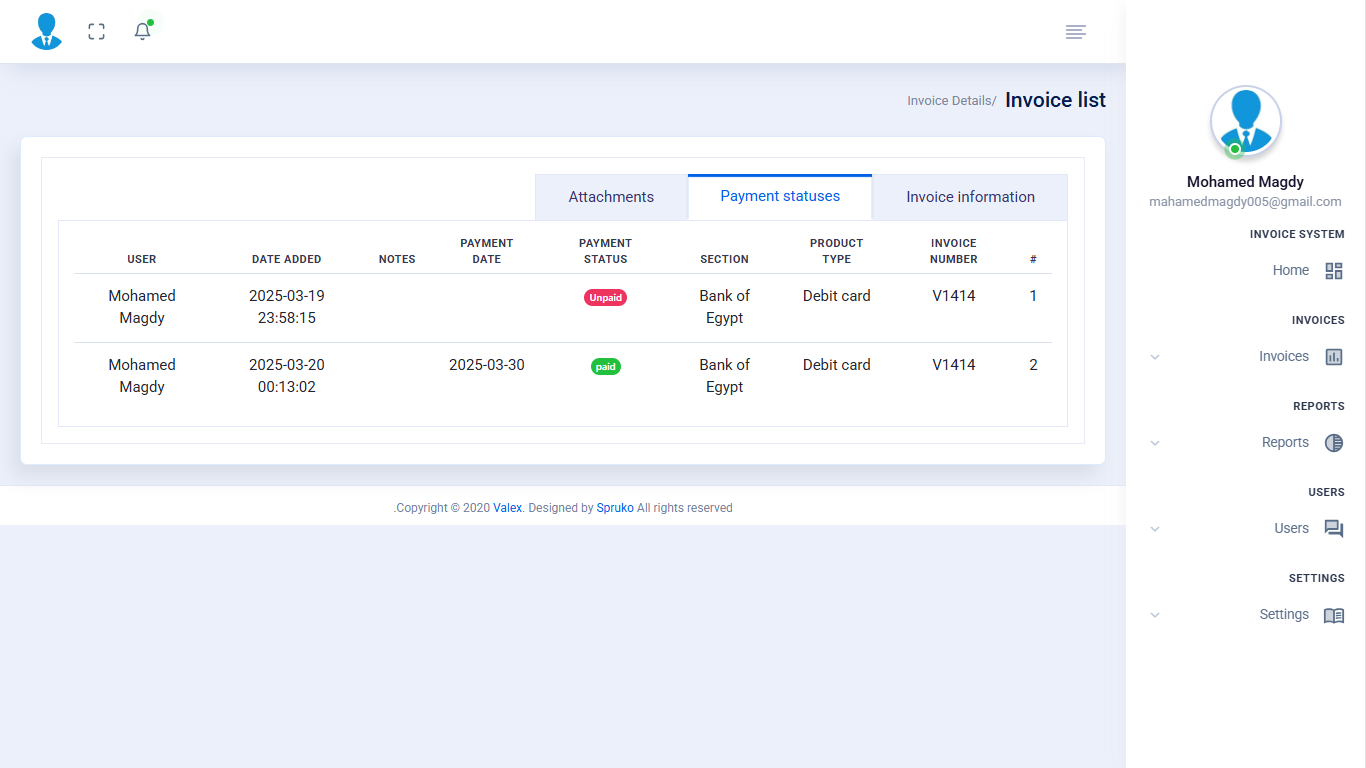 Invoice list Invoice Details/
Mohamed Magdy
mahamedmagdy005@gmail.com
INVOICE SYSTEM
Home
INVOICES
Invoices
REPORTS
Reports
USERS
Users
SETTINGS
Settings
Invoice information
Payment statuses
Attachments
#
INVOICE
NUMBER
PRODUCT
TYPE
SECTION
PAYMENT
STATUS
PAYMENT
DATE
NOTES
DATE ADDED
USER
1
V1414
Debit card
Bank of
Egypt
Unpaid
2025-03-19
23:58:15
Mohamed
Magdy
2
V1414
Debit card
Bank of
Egypt
paid
2025-03-30
2025-03-20
00:13:02
Mohamed
Magdy
.Copyright © 2020 Valex. Designed by Spruko All rights reserved